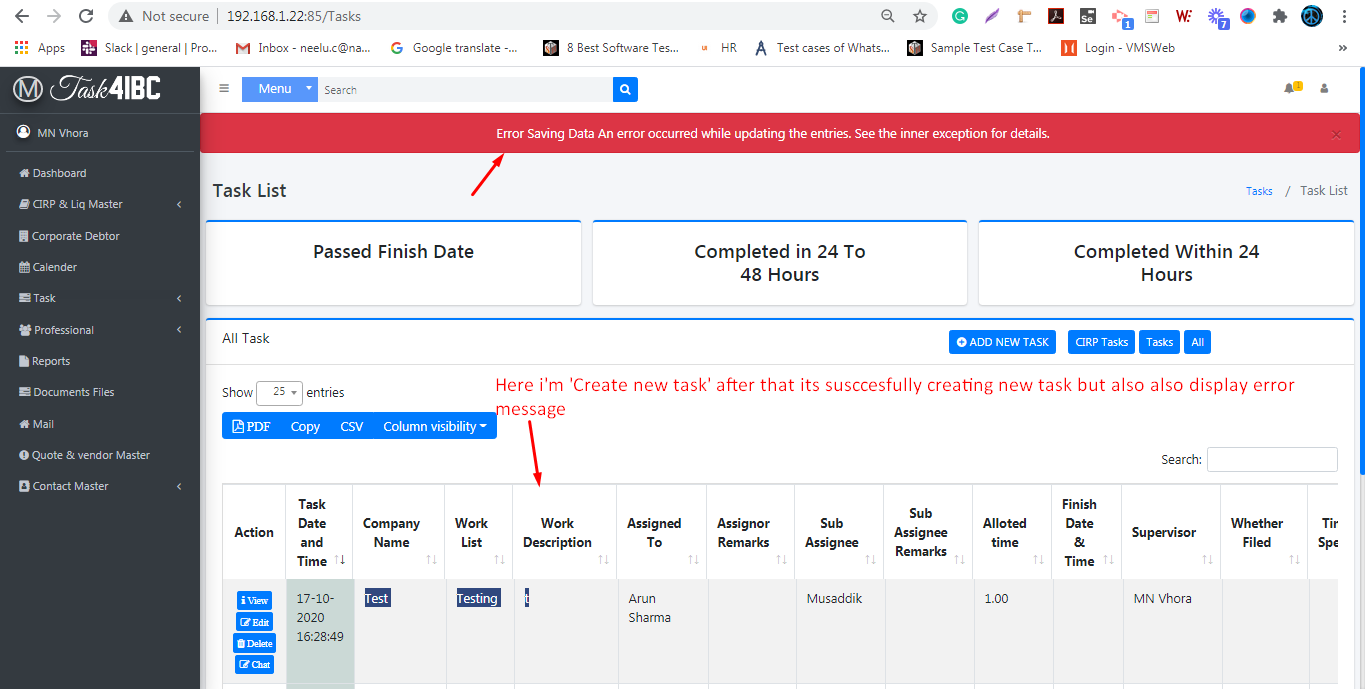 Not secure | 192.168.1.22:85/Tasks
1
7
Apps
Slack | general | Pro...
Inbox - neelu.c@na...
Google translate -...
8 Best Software Tes...
HR
Test cases of Whats...
Sample Test Case T...
Login - VMSWeb
»
M Task4IBC
Menu
Search
MN Vhora
Error Saving Data An error occurred while updating the entries. See the inner exception for details.
×
Dashboard
CIRP & Liq Master
Corporate Debtor
Calender
Task
Professional
Reports
Documents Files
Mail
Quote & vendor Master
Contact Master
Task List
Tasks / Task List
Passed Finish Date
Completed in 24 To
48 Hours
Completed Within 24
Hours
All Task
ADD NEW TASK
CIRP Tasks
Tasks
All
Here i'm 'Create new task' after that its susccesfully creating new task but also also display error
message
Show 25 entries
PDF
Copy
CSV
Column visibility
Search:
Action
Task
Date
and
Time
Company
Name
Work
List
Work
Description
Assigned
To
Assignor
Remarks
Sub
Assignee
Sub
Assignee
Remarks
Alloted
time
Finish
Date
&
Time
Supervisor
Whether
Filed
Tir
Spe
View
Edit
Delete
Chat
17-10-
2020
16:28:49
Test
Testing
t
Arun
Sharma
Musaddik
1.00
MN Vhora